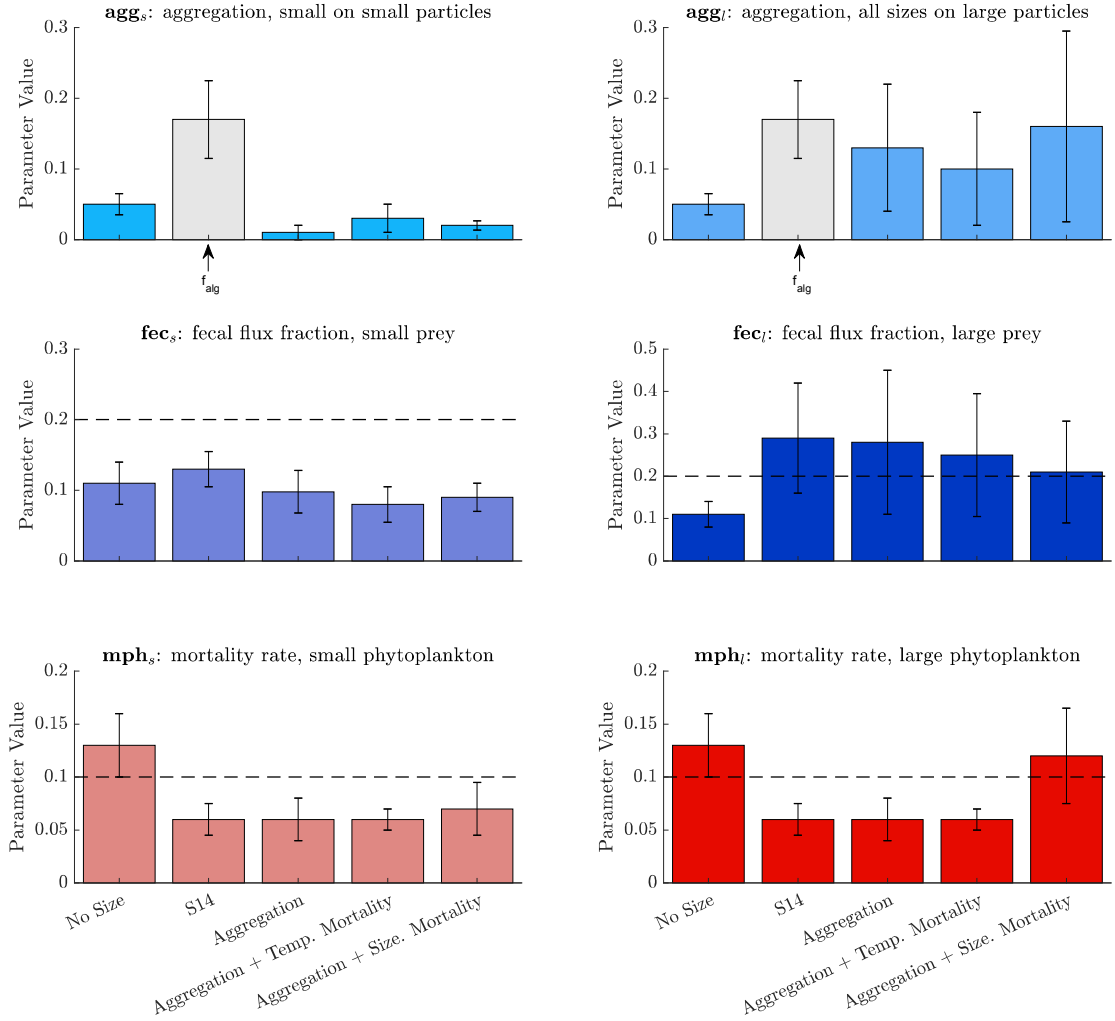 agg_s: aggregation, small on small particles
0.3
0.2
0.1
0
Parameter Value
f_alg
agg_l: aggregation, all sizes on large particles
0.3
0.2
0.1
0
Parameter Value
f_alg
fec_s: fecal flux fraction, small prey
0.3
0.2
0.1
0
Parameter Value
fec_l: fecal flux fraction, large prey
0.5
0.4
0.3
0.2
0.1
0
Parameter Value
mph_s: mortality rate, small phytoplankton
0.2
0.15
0.1
0.05
0
Parameter Value
No Size
S14
Aggregation
Aggregation + Temp. Mortality
Aggregation + Size. Mortality
mph_l: mortality rate, large phytoplankton
0.2
0.15
0.1
0.05
0
Parameter Value
No Size
S14
Aggregation
Aggregation + Temp. Mortality
Aggregation + Size. Mortality